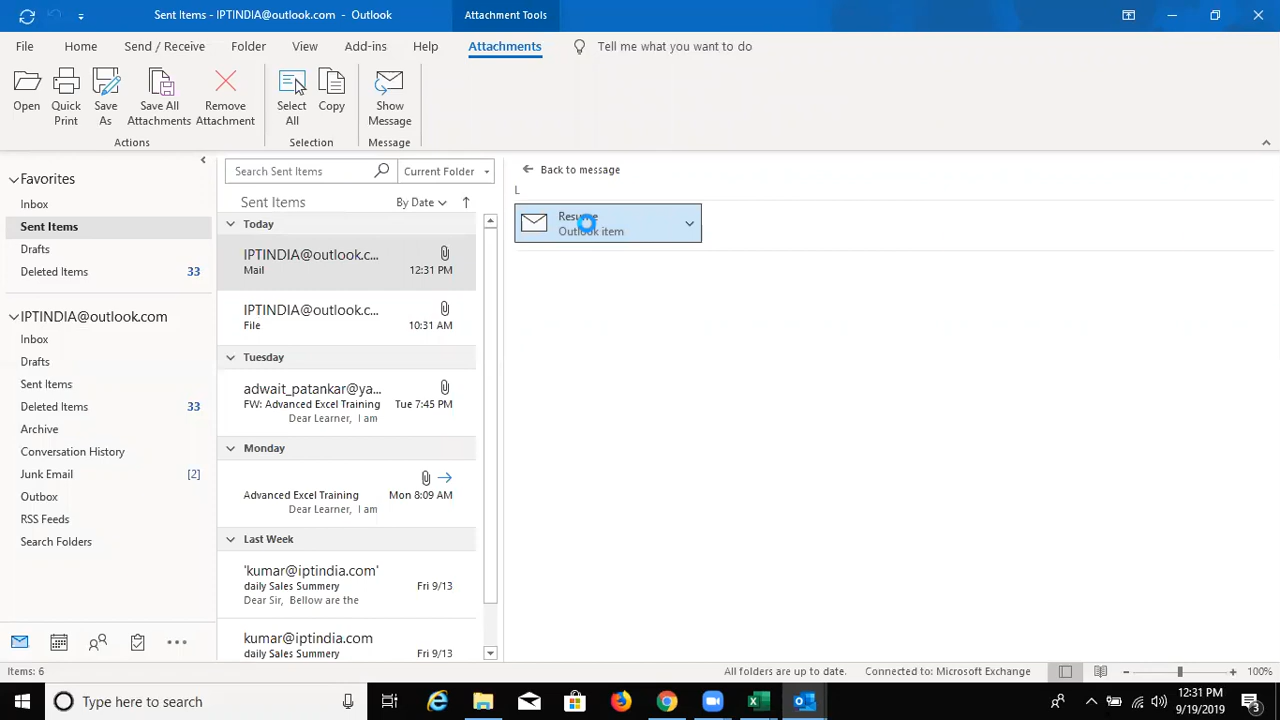 Sent Items - IPTINDIA@outlook.com - Outlook
Attachment Tools
File Home Send / Receive Folder View Add-ins Help Attachments Tell me what you want to do
Open
Quick Print
Save As
Save All Attachments
Remove Attachment
Select All
Copy
Show Message
Actions Selection Message
Favorites
Inbox
Sent Items
Drafts
Deleted Items 33
IPTINDIA@outlook.com
Inbox
Drafts
Sent Items
Deleted Items 33
Archive
Conversation History
Junk Email [2]
Outbox
RSS Feeds
Search Folders
Search Sent Items Current Folder
Sent Items By Date
Today
IPTINDIA@outlook.c...
Mail 12:31 PM
IPTINDIA@outlook.c...
File 10:31 AM
Tuesday
adwait_patankar@ya...
FW: Advanced Excel Training Tue 7:45 PM
Dear Learner, I am
Monday
Advanced Excel Training Mon 8:09 AM
Dear Learner, I am
Last Week
'kumar@iptindia.com'
daily Sales Summery Fri 9/13
Dear Sir, Bellow are the
kumar@iptindia.com
daily Sales Summery Fri 9/13
Back to message
L
Resume
Outlook item
Items: 6 All folders are up to date. Connected to: Microsoft Exchange 100%
Type here to search
12:31 PM
9/19/2019
3